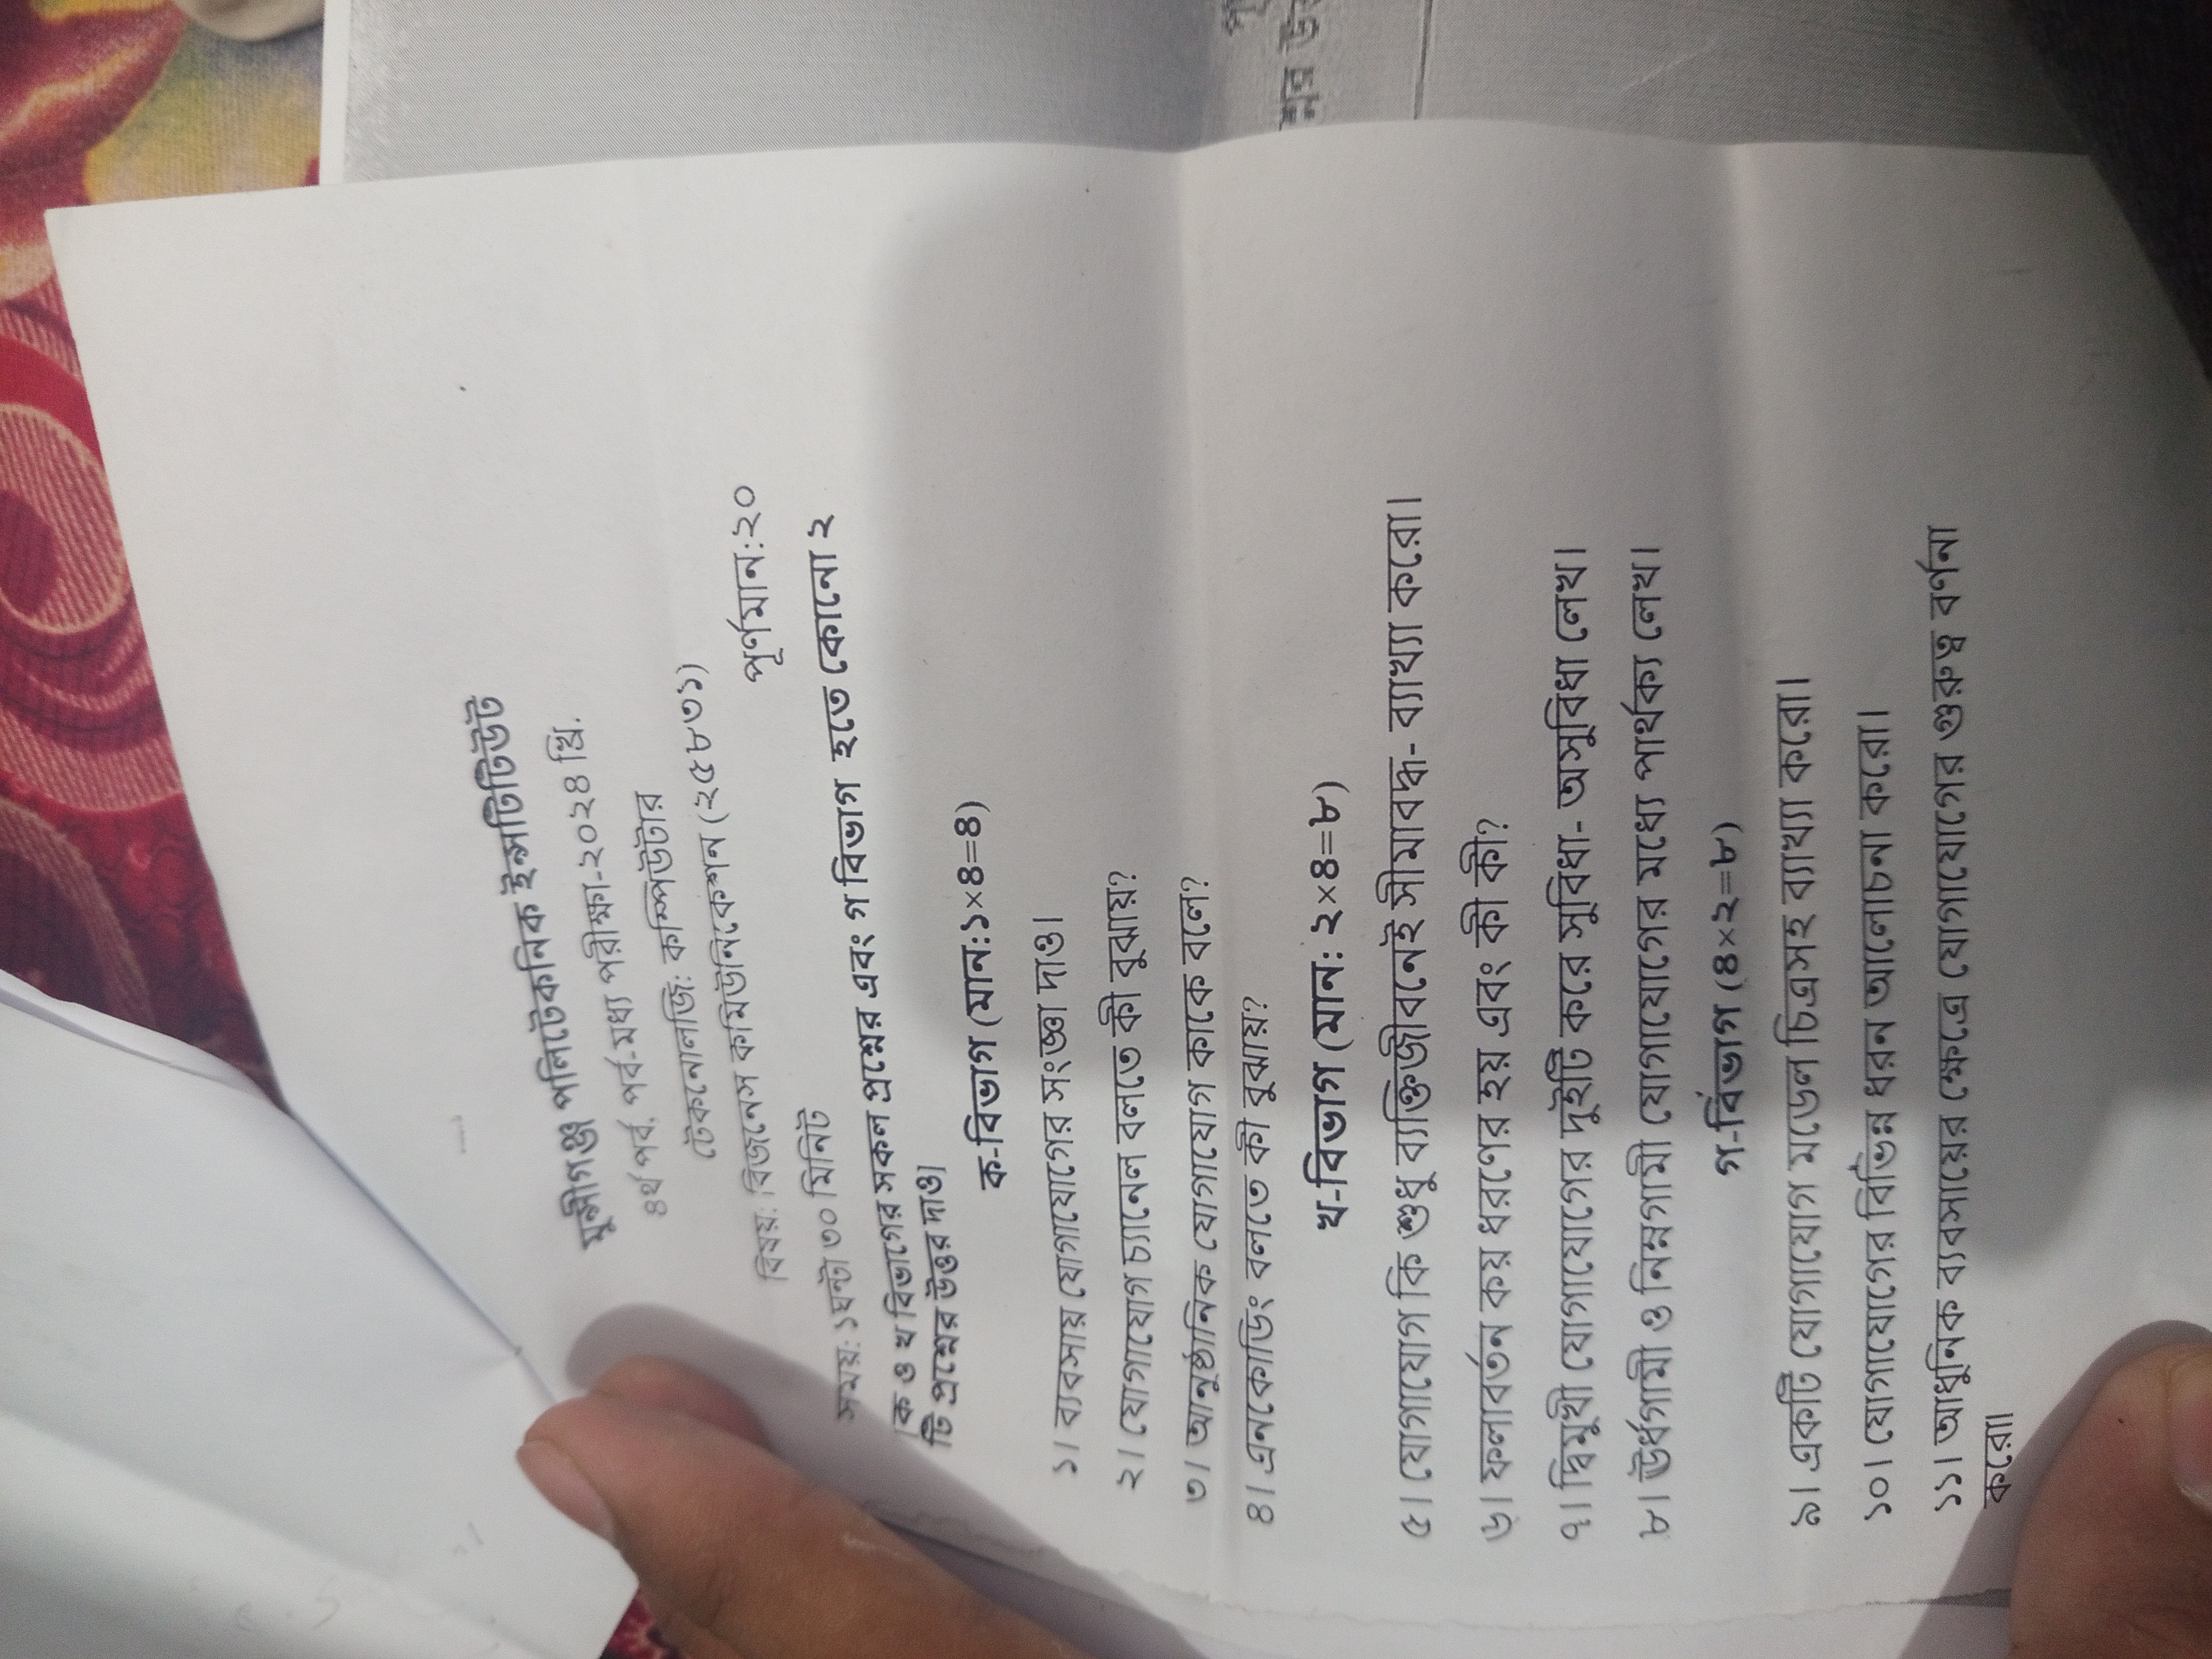 মুন্সীগঞ্জ পলিটেকনিক ইন্সটিটিউট
৪র্থ পর্ব, পর্ব-মধ্য পরীক্ষা-২০২৪ খ্রি.
টেকনোলজি: কম্পিউটার
বিষয়: বিজনেস কমিউনিকেশন (২৫৮৩১)
সময়: ১ঘন্টা ৩০ মিনিট পূর্ণমান:২০
ক ও খ বিভাগের সকল প্রশ্নের এবং গ বিভাগ হতে কোনো ২
টি প্রশ্নের উত্তর দাও।
ক-বিভাগ (মান:১×৪=৪)
১। ব্যবসায় যোগাযোগের সংজ্ঞা দাও।
২। যোগাযোগ চ্যানেল বলতে কী বুঝায়?
৩। আনুষ্ঠানিক যোগাযোগ কাকে বলে?
৪। এনকোডিং বলতে কী বুঝায়?
খ-বিভাগ (মান: ২×৪=৮)
৫। যোগাযোগ কি শুধু ব্যক্তিজীবনেই সীমাবদ্ধ- ব্যাখ্যা করো।
৬। ফলাবর্তন কয় ধরণের হয় এবং কী কী?
৭। দ্বিমুখী যোগাযোগের দুইটি করে সুবিধা- অসুবিধা লেখ।
৮। ঊর্ধ্বগামী ও নিম্নগামী যোগাযোগের মধ্যে পার্থক্য লেখ।
গ-বিভাগ (৪×২=৮)
৯। একটি যোগাযোগ মডেল চিত্রসহ ব্যাখ্যা করো।
১০। যোগাযোগের বিভিন্ন ধরন আলোচনা করো।
১১। আধুনিক ব্যবসায়ের ক্ষেত্রে যোগাযোগের গুরুত্ব বর্ণনা
করো।